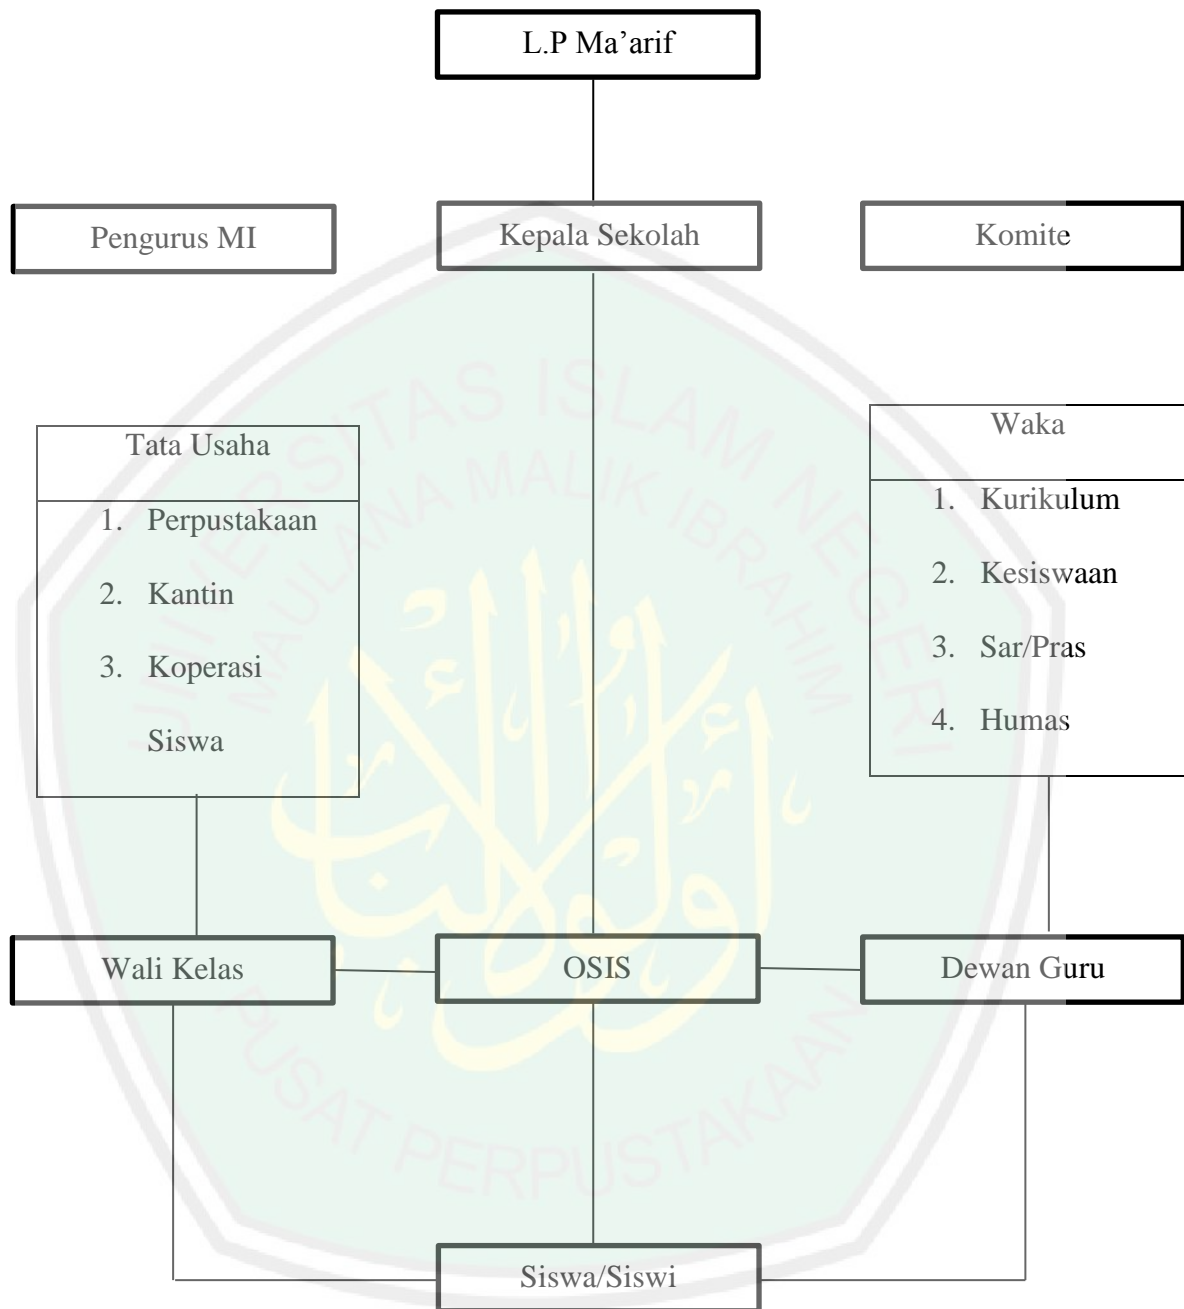 L.P Ma’arif
Pengurus MI
Kepala Sekolah
Komite
Tata Usaha
1. Perpustakaan
2. Kantin
3. Koperasi
Siswa
Waka
1. Kurikulum
2. Kesiswaan
3. Sar/Pras
4. Humas
Wali Kelas
OSIS
Dewan Guru
Siswa/Siswi
UNIVERSITAS ISLAM NEGERI
MAULANA MALIK IBRAHIM
PUSAT PERPUSTAKAAN